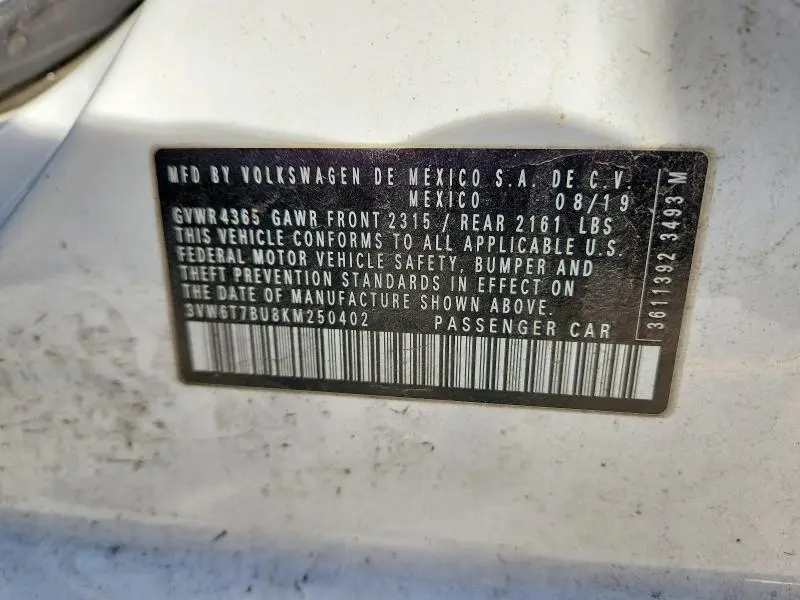 MFD BY VOLKSWAGEN DE MEXICO S.A. DE C.V.
MEXICO 08/19
GVWR4365 GAWR FRONT 2315 / REAR 2161 LBS
THIS VEHICLE CONFORMS TO ALL APPLICABLE U.S.
FEDERAL MOTOR VEHICLE SAFETY, BUMPER AND
THEFT PREVENTION STANDARDS IN EFFECT ON
THE DATE OF MANUFACTURE SHOWN ABOVE.
3VW6T7BU8KM250402 PASSENGER CAR
3611392 3493 M